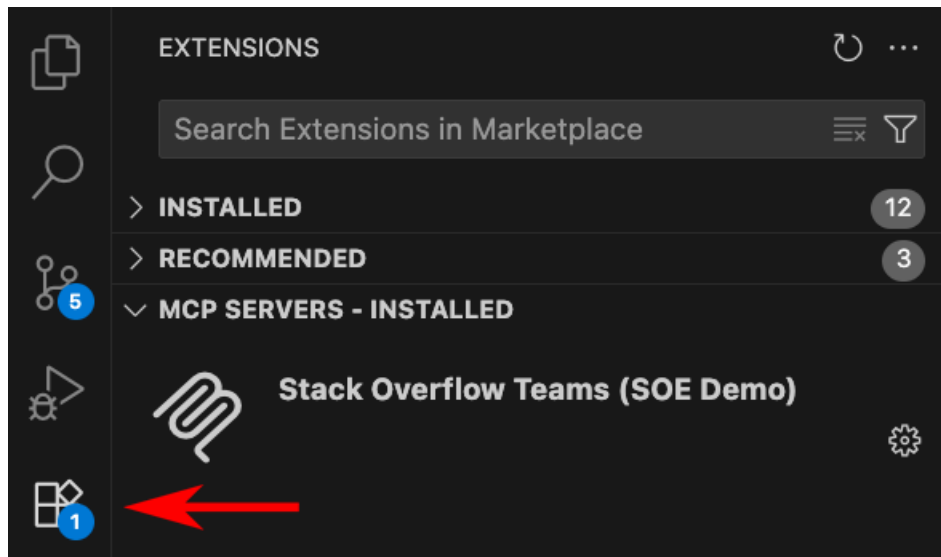 EXTENSIONS
Search Extensions in Marketplace
INSTALLED 12
RECOMMENDED 3
5
MCP SERVERS - INSTALLED
Stack Overflow Teams (SOE Demo)
1